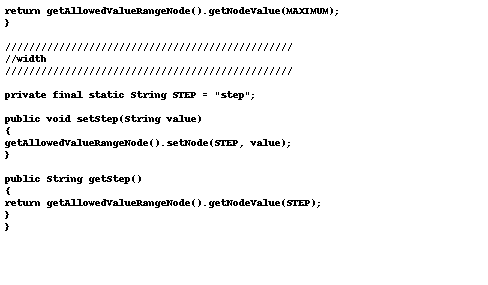 return getAllowedValueRangeNode().getNodeValue(MAXIMUM);
}
////////////////////////////////////////////////
//width
////////////////////////////////////////////////
private final static String STEP = "step";
public void setStep(String value)
{
getAllowedValueRangeNode().setNode(STEP, value);
}
public String getStep()
{
return getAllowedValueRangeNode().getNodeValue(STEP);
}
}